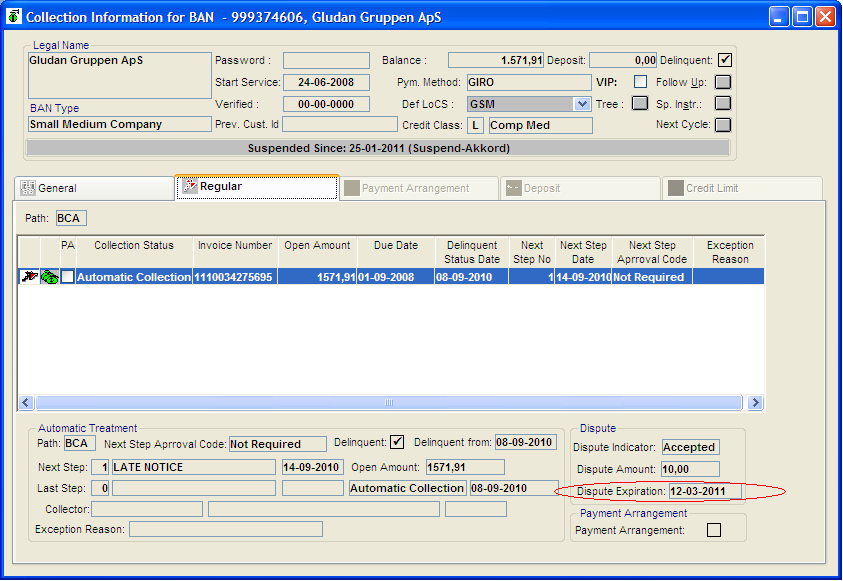 Collection Information for BAN - 999374606, Gludan Gruppen ApS
Legal Name
Gludan Gruppen ApS
Password :
Balance : 1.571,91 Deposit: 0,00 Delinquent:
Start Service: 24-06-2008
Pym. Method: GIRO VIP: Follow Up:
BAN Type
Verified : 00-00-0000
Def LoCS : GSM Tree : Sp. Instr.:
Small Medium Company Prev. Cust. Id Credit Class: L Comp Med Next Cycle:
Suspended Since: 25-01-2011 (Suspend-Akkord)
General Regular Payment Arrangement Deposit Credit Limit
Path: BCA
PA Collection Status Invoice Number Open Amount Due Date Delinquent Status Date Next Step No Next Step Date Next Step Aprroval Code Exception Reason
Automatic Collection 1110034275695 1571,91 01-09-2008 08-09-2010 1 14-09-2010 Not Required
Automatic Treatment
Path: BCA Next Step Aprroval Code: Not Required Delinquent: Delinquent from: 08-09-2010
Next Step: 1 LATE NOTICE 14-09-2010 Open Amount: 1571,91
Last Step: 0 Automatic Collection 08-09-2010
Collector:
Exception Reason:
Dispute
Dispute Indicator: Accepted
Dispute Amount: 10,00
Dispute Expiration: 12-03-2011
Payment Arrangement
Payment Arrangement: